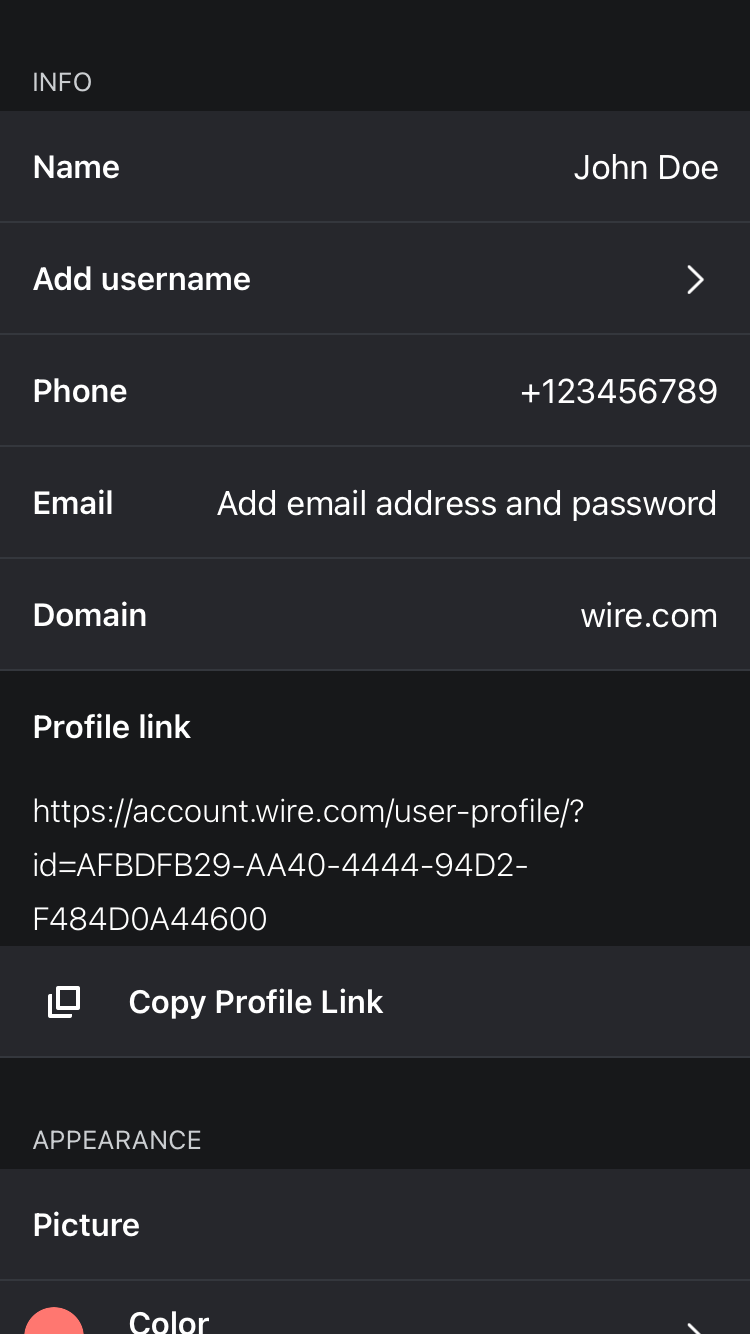 INFO
Name John Doe
Add username
Phone +123456789
Email Add email address and password
Domain wire.com
Profile link
https://account.wire.com/user-profile/?
id=AFBDFB29-AA40-4444-94D2-
F484D0A44600
Copy Profile Link
APPEARANCE
Picture
Color